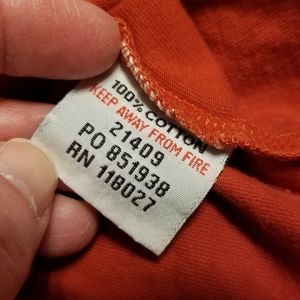 100% COTTON
KEEP AWAY FROM FIRE
21409
PO 851938
RN 118027